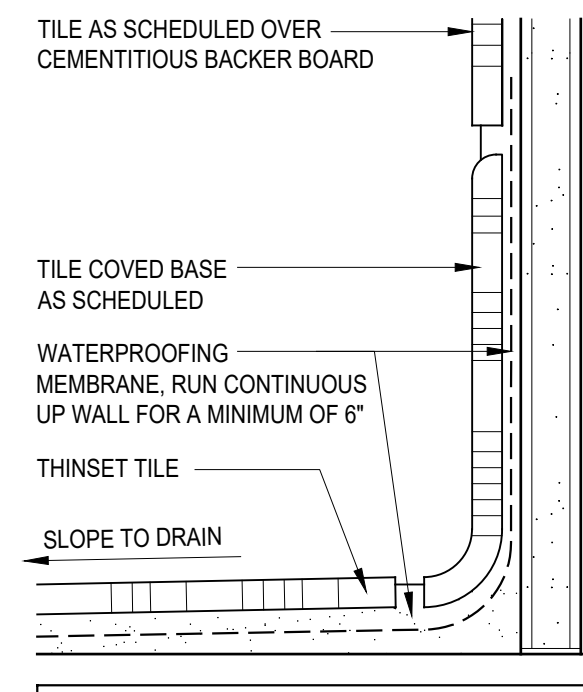 TILE AS SCHEDULED OVER
CEMENTITIOUS BACKER BOARD
TILE COVED BASE
AS SCHEDULED
WATERPROOFING
MEMBRANE, RUN CONTINUOUS
UP WALL FOR A MINIMUM OF 6"
THINSET TILE
SLOPE TO DRAIN